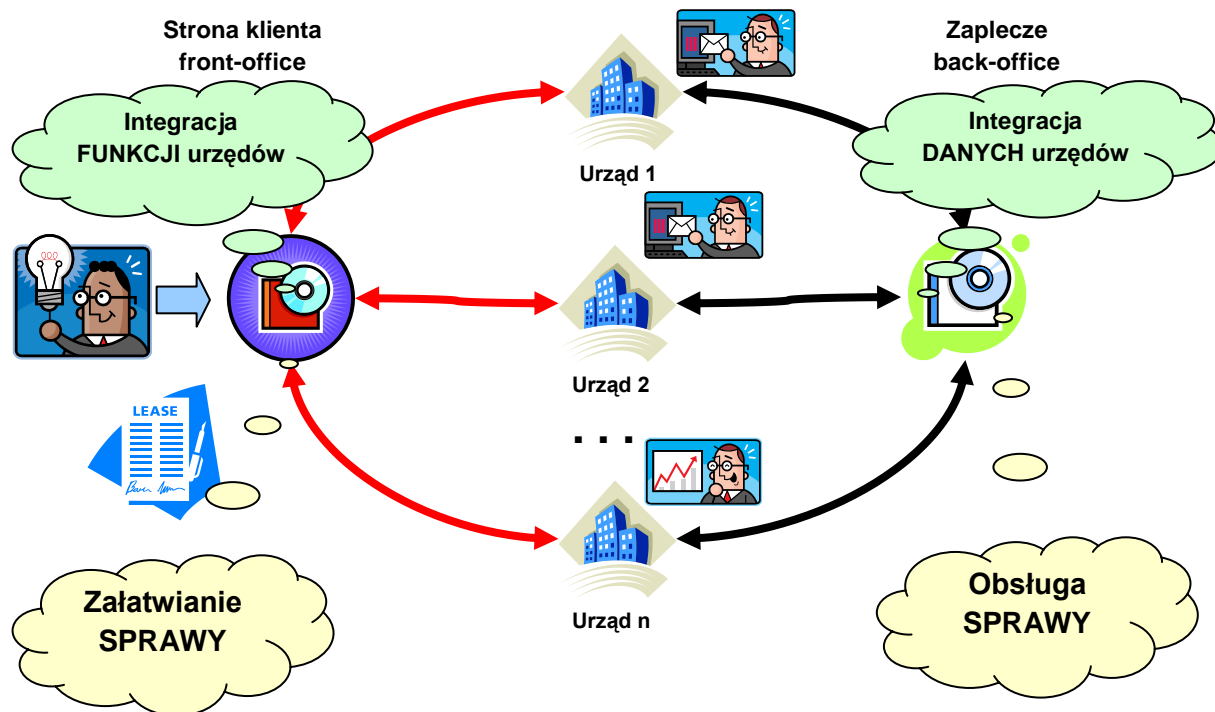 Strona klienta
front-office
Zaplecze
back-office
Integracja
FUNKCJI urzędów
Integracja
DANYCH urzędów
Urząd 1
Urząd 2
LEASE
. . .
Urząd n
Załatwianie
SPRAWY
Obsługa
SPRAWY